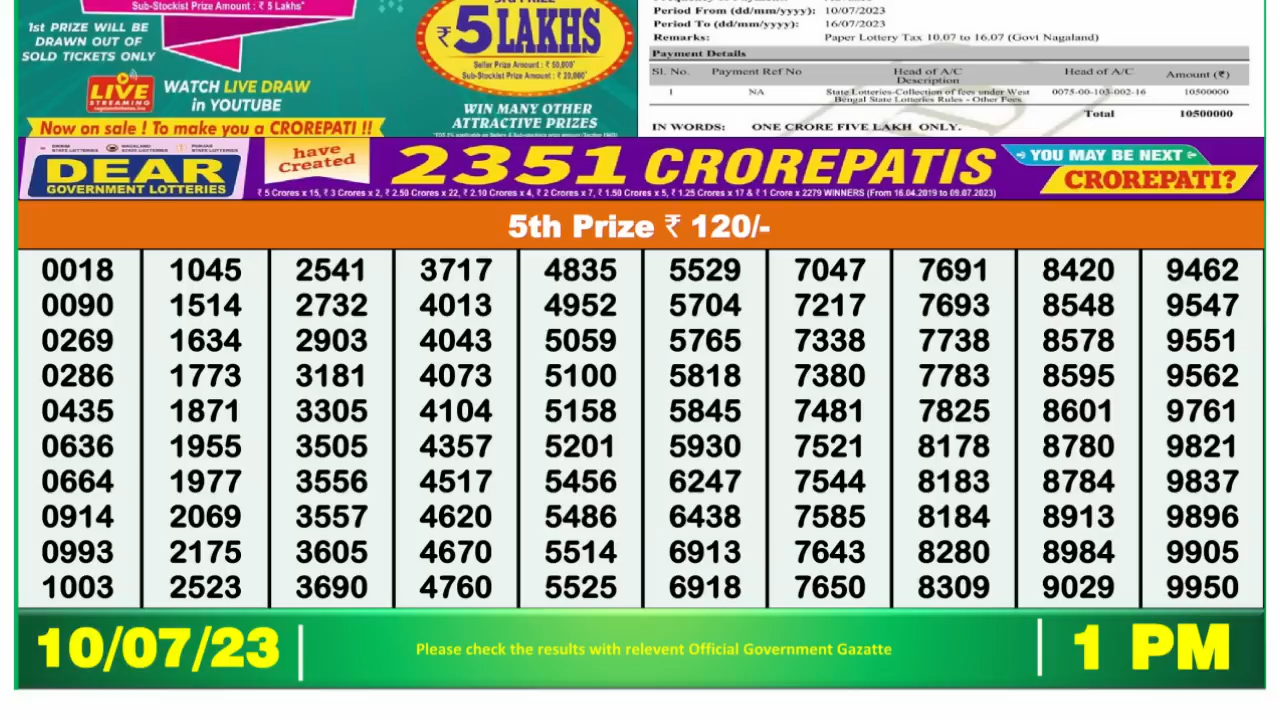 Sub-Stockist Prize Amount : ₹ 5 Lakhs*
1st PRIZE WILL BE
DRAWN OUT OF
SOLD TICKETS ONLY
LIVE
STREAMING
WATCH LIVE DRAW
in YOUTUBE
Now on sale ! To make you a CROREPATI !!
₹5 LAKHS
Seller Prize Amount : ₹ 50,000*
Sub-Stockist Prize Amount : ₹ 20,000*
WIN MANY OTHER
ATTRACTIVE PRIZES
Period From (dd/mm/yyyy): 10/07/2023
Period To (dd/mm/yyyy): 16/07/2023
Remarks: Paper Lottery Tax 10.07 to 16.07 (Govt Nagaland)
Payment Details
Sl. No. Payment Ref No Head of A/C Description Head of A/C Amount (₹)
1 NA State Lotteries-Collection of fees under West Bengal State Lotteries Rules - Other Fees 0075-00-103-002-16 10500000
Total 10500000
IN WORDS: ONE CRORE FIVE LAKH ONLY.
DEAR
GOVERNMENT LOTTERIES
have
Created
2351 CROREPATIS
₹ 5 Crores x 15, ₹ 3 Crores x 2, ₹ 2.50 Crores x 22, ₹ 2.10 Crores x 4, ₹ 2 Crores x 7, ₹ 1.50 Crores x 5, ₹ 1.25 Crores x 17 & ₹ 1 Crore x 2279 WINNERS (From 16.04.2019 to 09.07.2023)
YOU MAY BE NEXT
CROREPATI?
5th Prize ₹ 120/-
0018 1045 2541 3717 4835 5529 7047 7691 8420 9462
0090 1514 2732 4013 4952 5704 7217 7693 8548 9547
0269 1634 2903 4043 5059 5765 7338 7738 8578 9551
0286 1773 3181 4073 5100 5818 7380 7783 8595 9562
0435 1871 3305 4104 5158 5845 7481 7825 8601 9761
0636 1955 3505 4357 5201 5930 7521 8178 8780 9821
0664 1977 3556 4517 5456 6247 7544 8183 8784 9837
0914 2069 3557 4620 5486 6438 7585 8184 8913 9896
0993 2175 3605 4670 5514 6913 7643 8280 8984 9905
1003 2523 3690 4760 5525 6918 7650 8309 9029 9950
10/07/23
Please check the results with relevent Official Government Gazatte
1 PM